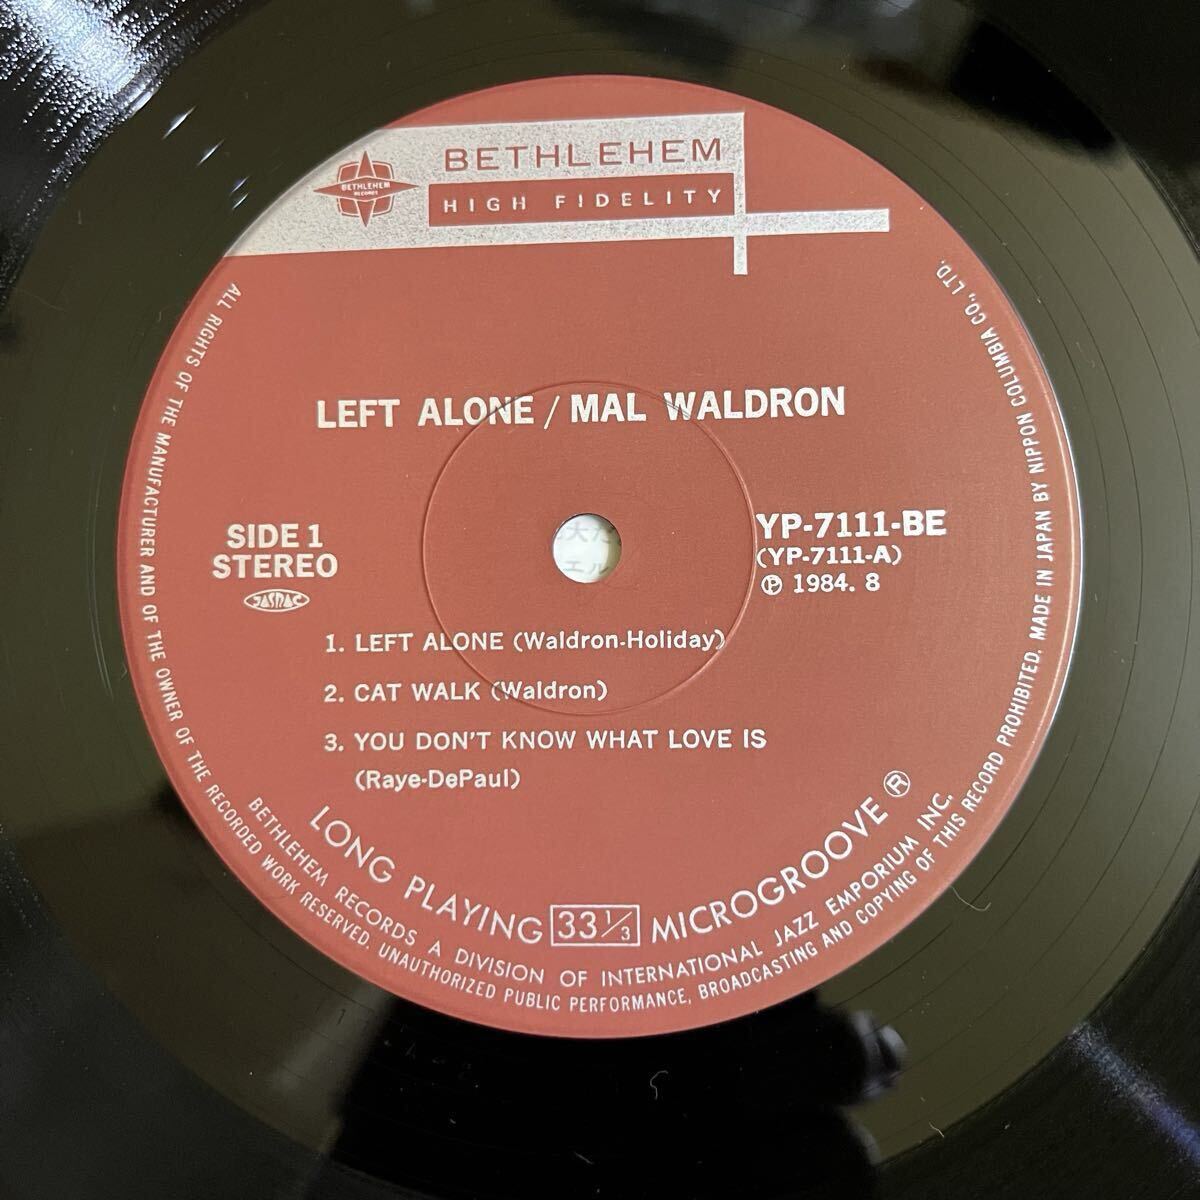 BETHLEHEM
RECORDS
BETHLEHEM
HIGH FIDELITY
LEFT ALONE / MAL WALDRON
SIDE 1
STEREO
JASRAC
YP-7111-BE
(YP-7111-A)
Ⓟ 1984. 8
1. LEFT ALONE (Waldron-Holiday)
2. CAT WALK (Waldron)
3. YOU DON'T KNOW WHAT LOVE IS
(Raye-DePaul)
LONG PLAYING 33 1/3 MICROGROOVE ®
BETHLEHEM RECORDS A DIVISION OF INTERNATIONAL JAZZ EMPORIUM INC.
ALL RIGHTS OF THE MANUFACTURER AND OF THE OWNER OF THE RECORDED WORK RESERVED. UNAUTHORIZED PUBLIC PERFORMANCE, BROADCASTING AND COPYING OF THIS RECORD PROHIBITED. MADE IN JAPAN BY NIPPON COLUMBIA CO., LTD.